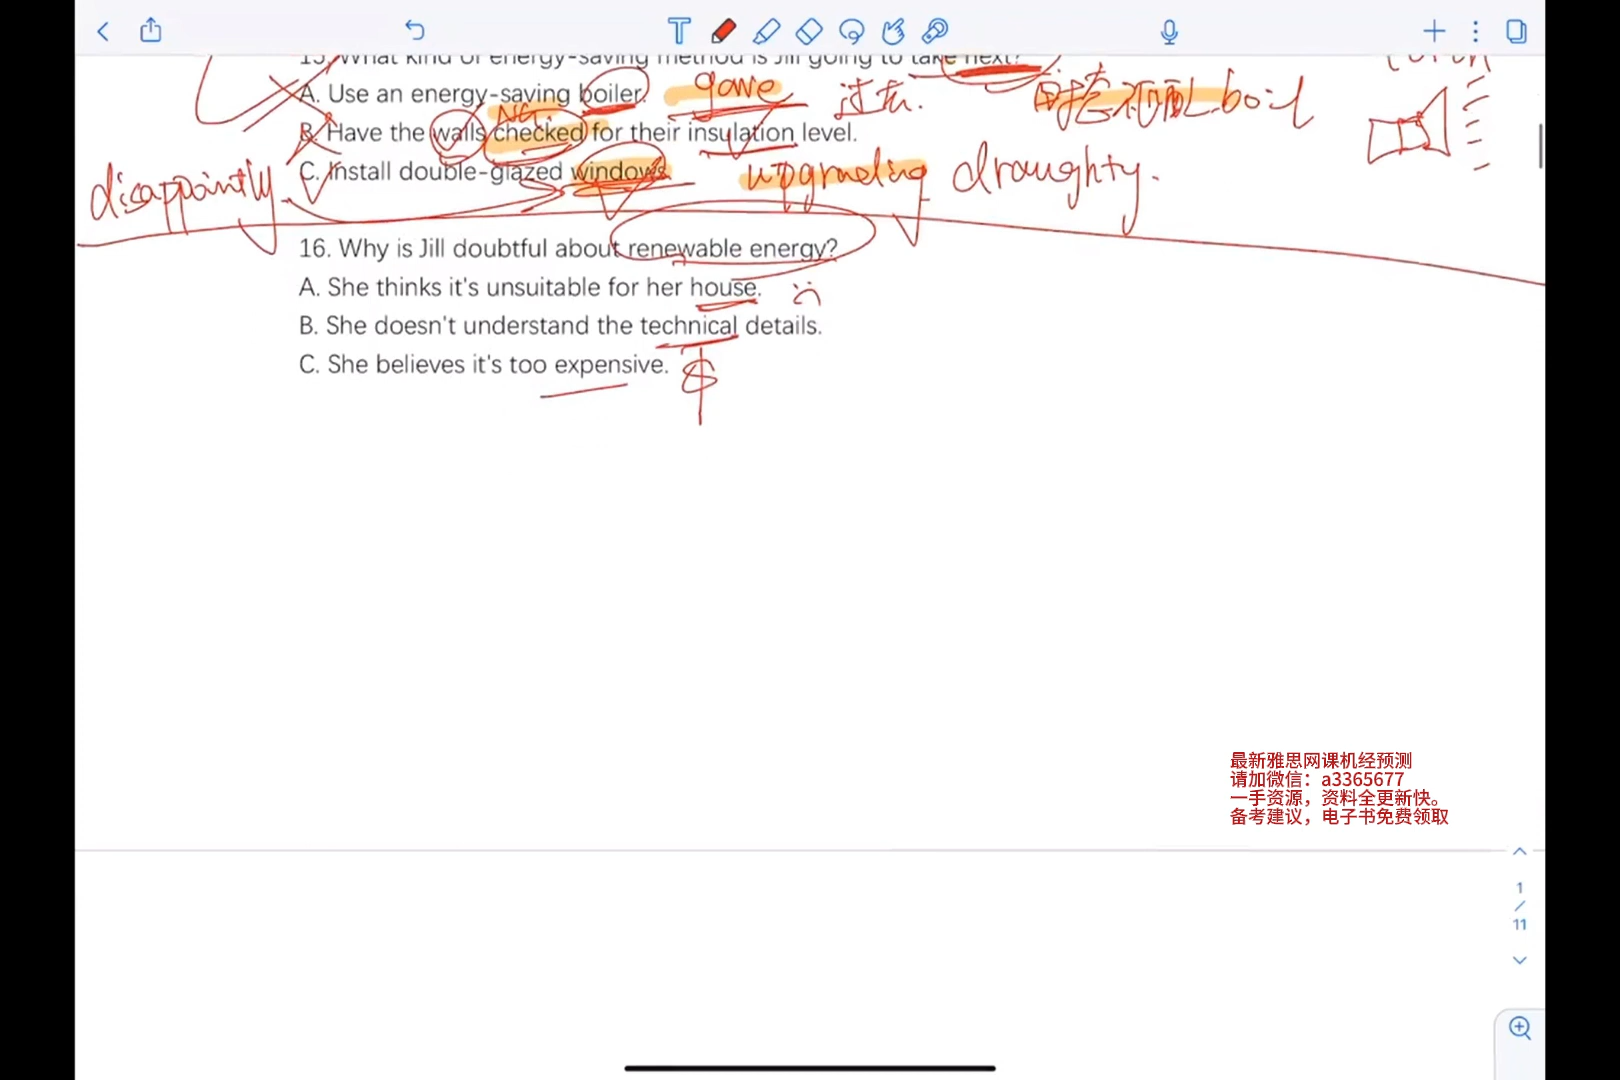 15. What kind of energy-saving method is Jill going to take next?
A. Use an energy-saving boiler. gave 过去.
boil
B. Have the walls checked for their insulation level.
C. Install double-glazed windows. upgrading draughty.
disappointly
16. Why is Jill doubtful about renewable energy?
A. She thinks it's unsuitable for her house.
B. She doesn't understand the technical details.
C. She believes it's too expensive. $
最新雅思网课机经预测
请加微信：a3365677
一手资源，资料全更新快。
备考建议，电子书免费领取
1
/
11